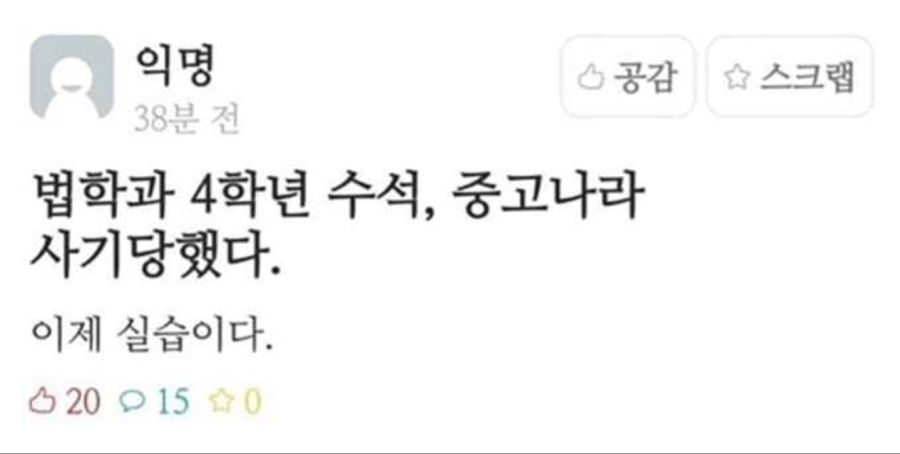 익명
38분 전
공감
스크랩
법학과 4학년 수석, 중고나라
사기당했다.
이제 실습이다.
20 15 0